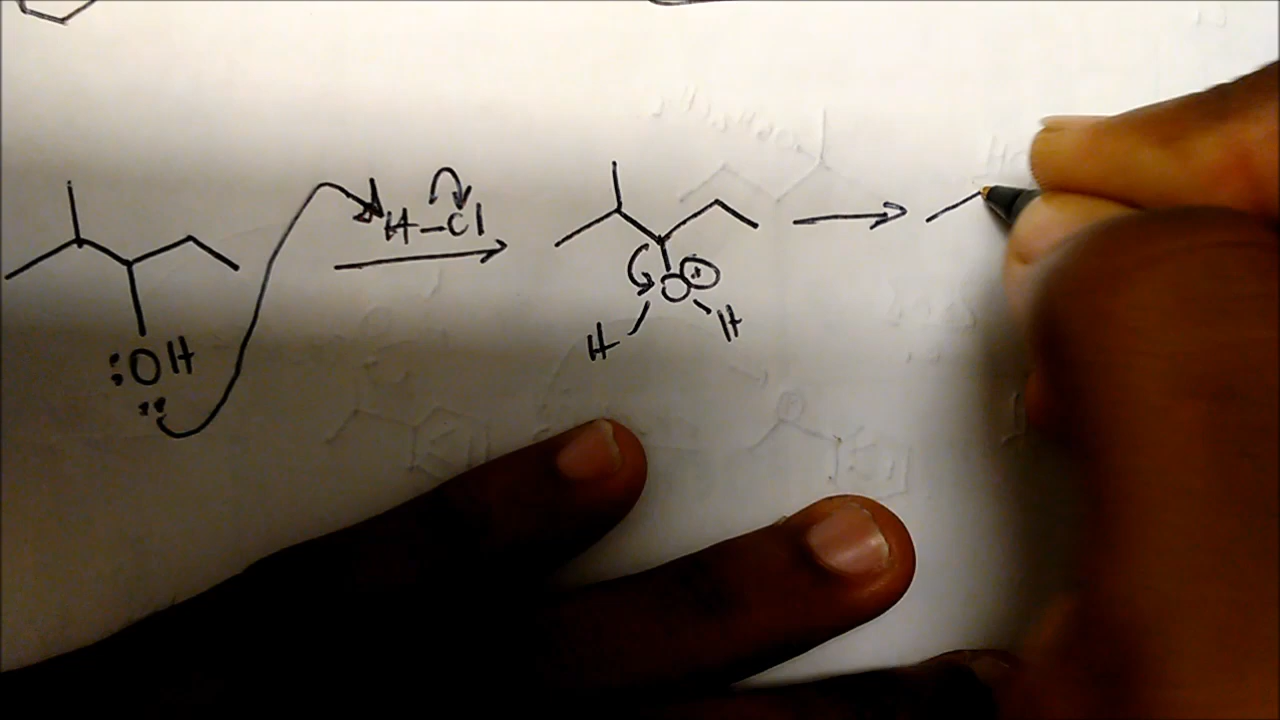 H–Cl
:OH
O +
H H